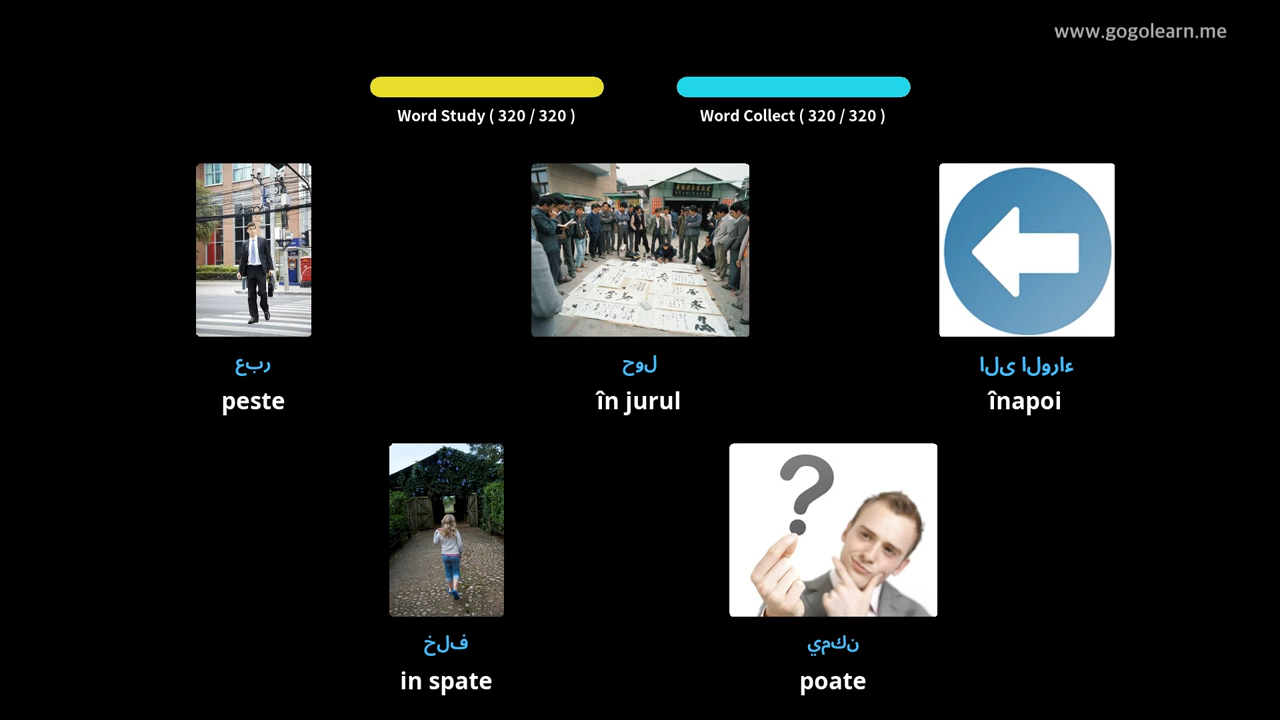 www.gogolearn.me
Word Study ( 320 / 320 )
Word Collect ( 320 / 320 )
عبر
حول
الى الوراء
peste
în jurul
înapoi
خلف
يمكن
in spate
poate